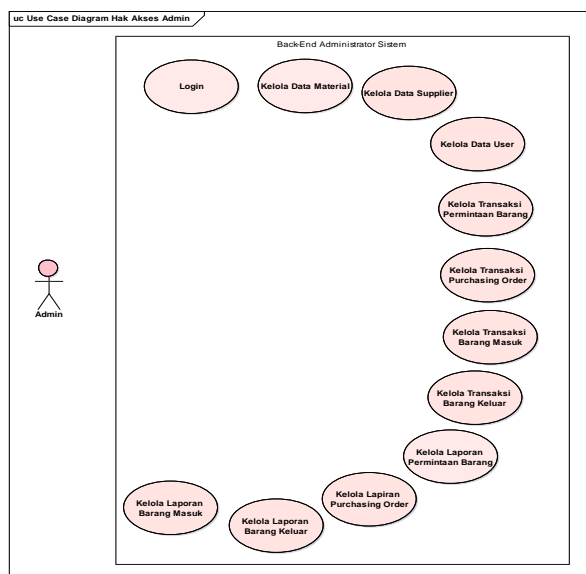 uc Use Case Diagram Hak Akses Admin
Back-End Administrator Sistem
Login
Kelola Data Material
Kelola Data Supplier
Kelola Data User
Kelola Transaksi
Permintaan Barang
Kelola Transaksi
Purchasing Order
Kelola Transaksi
Barang Masuk
Kelola Transaksi
Barang Keluar
Kelola Laporan
Permintaan Barang
Kelola Lapiran
Purchasing Order
Kelola Laporan
Barang Keluar
Kelola Laporan
Barang Masuk
Admin